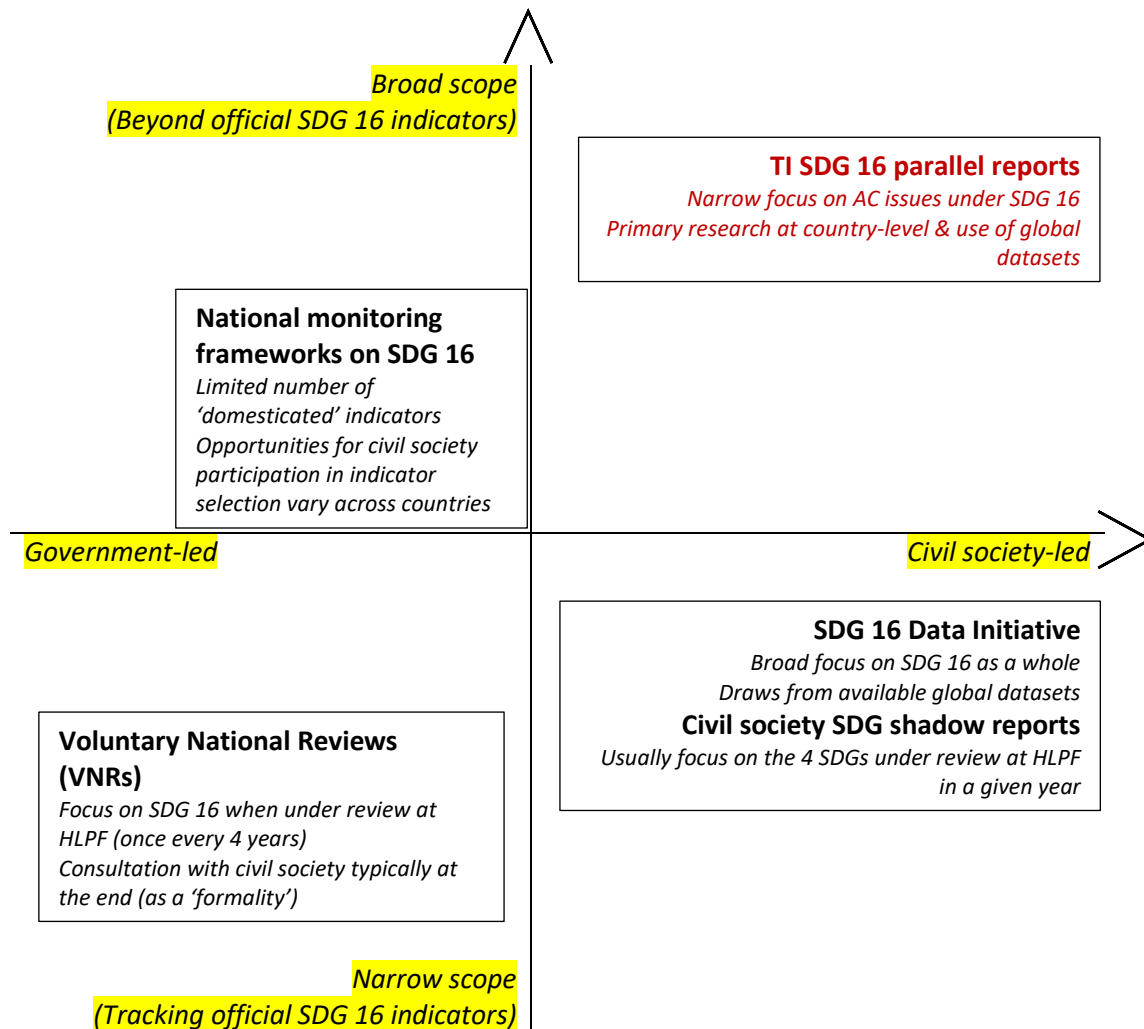 Broad scope
(Beyond official SDG 16 indicators)
TI SDG 16 parallel reports
Narrow focus on AC issues under SDG 16
Primary research at country-level & use of global
datasets
National monitoring
frameworks on SDG 16
Limited number of
‘domesticated’ indicators
Opportunities for civil society
participation in indicator
selection vary across countries
Government-led
Civil society-led
SDG 16 Data Initiative
Broad focus on SDG 16 as a whole
Draws from available global datasets
Civil society SDG shadow reports
Usually focus on the 4 SDGs under review at HLPF
in a given year
Voluntary National Reviews
(VNRs)
Focus on SDG 16 when under review at
HLPF (once every 4 years)
Consultation with civil society typically at
the end (as a ‘formality’)
Narrow scope
(Tracking official SDG 16 indicators)